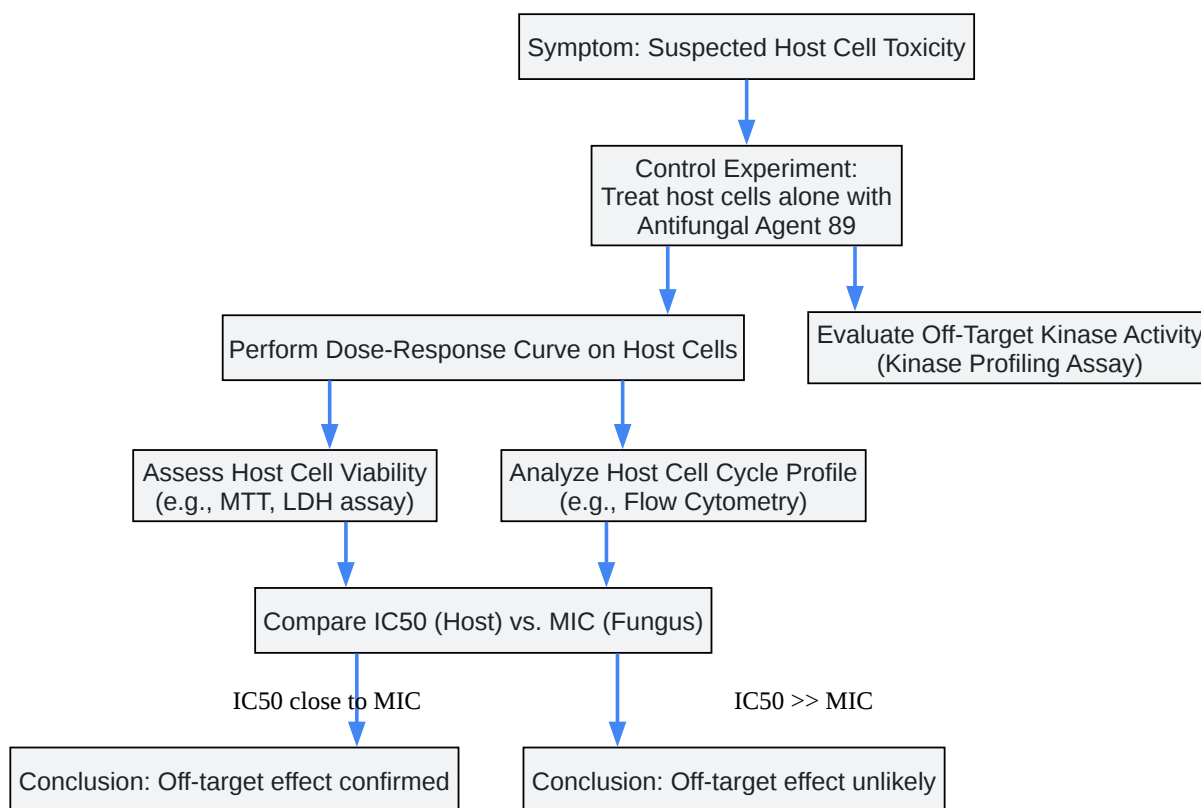 Symptom: Suspected Host Cell Toxicity
Control Experiment:
Treat host cells alone with
Antifungal Agent 89
Perform Dose-Response Curve on Host Cells
Evaluate Off-Target Kinase Activity
(Kinase Profiling Assay)
Assess Host Cell Viability
(e.g., MTT, LDH assay)
Analyze Host Cell Cycle Profile
(e.g., Flow Cytometry)
Compare IC50 (Host) vs. MIC (Fungus)
IC50 close to MIC
IC50 >> MIC
Conclusion: Off-target effect confirmed
Conclusion: Off-target effect unlikely